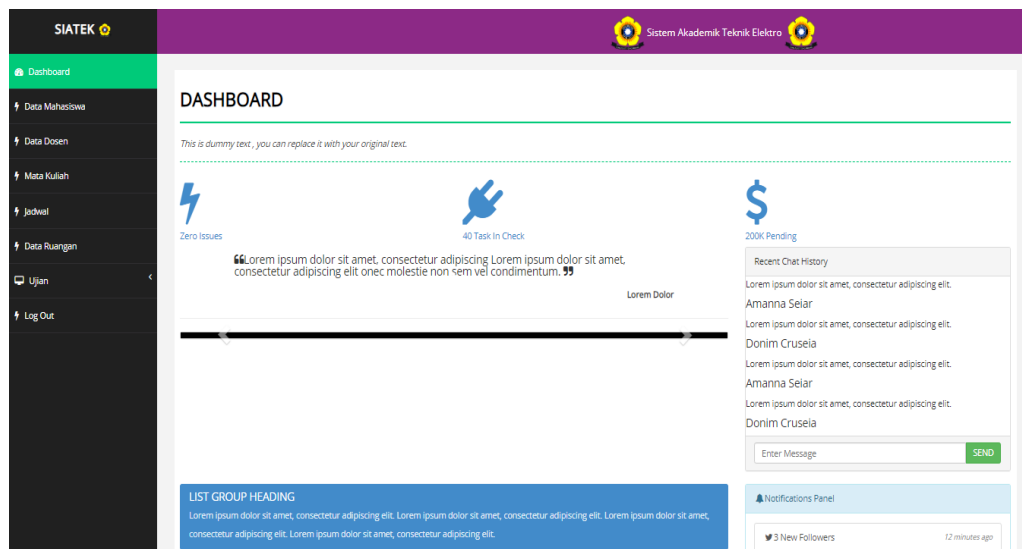 SIATEK
Sistem Akademik Teknik Elektro
Dashboard
Data Mahasiswa
Data Dosen
Mata Kuliah
Jadwal
Data Ruangan
Ujian
Log Out
DASHBOARD
This is dummy text , you can replace it with your original text.
Zero Issues
40 Task In Check
200K Pending
❝Lorem ipsum dolor sit amet, consectetur adipiscing Lorem ipsum dolor sit amet,
consectetur adipiscing elit onec molestie non sem vel condimentum. ❞
Lorem Dolor
Recent Chat History
Lorem ipsum dolor sit amet, consectetur adipiscing elit.
Amanna Seiar
Lorem ipsum dolor sit amet, consectetur adipiscing elit.
Donim Cruseia
Lorem ipsum dolor sit amet, consectetur adipiscing elit.
Amanna Seiar
Lorem ipsum dolor sit amet, consectetur adipiscing elit.
Donim Cruseia
Enter Message
SEND
LIST GROUP HEADING
Lorem ipsum dolor sit amet, consectetur adipiscing elit. Lorem ipsum dolor sit amet, consectetur adipiscing elit. Lorem ipsum dolor sit amet,
consectetur adipiscing elit. Lorem ipsum dolor sit amet, consectetur adipiscing elit.
Notifications Panel
3 New Followers
12 minutes ago